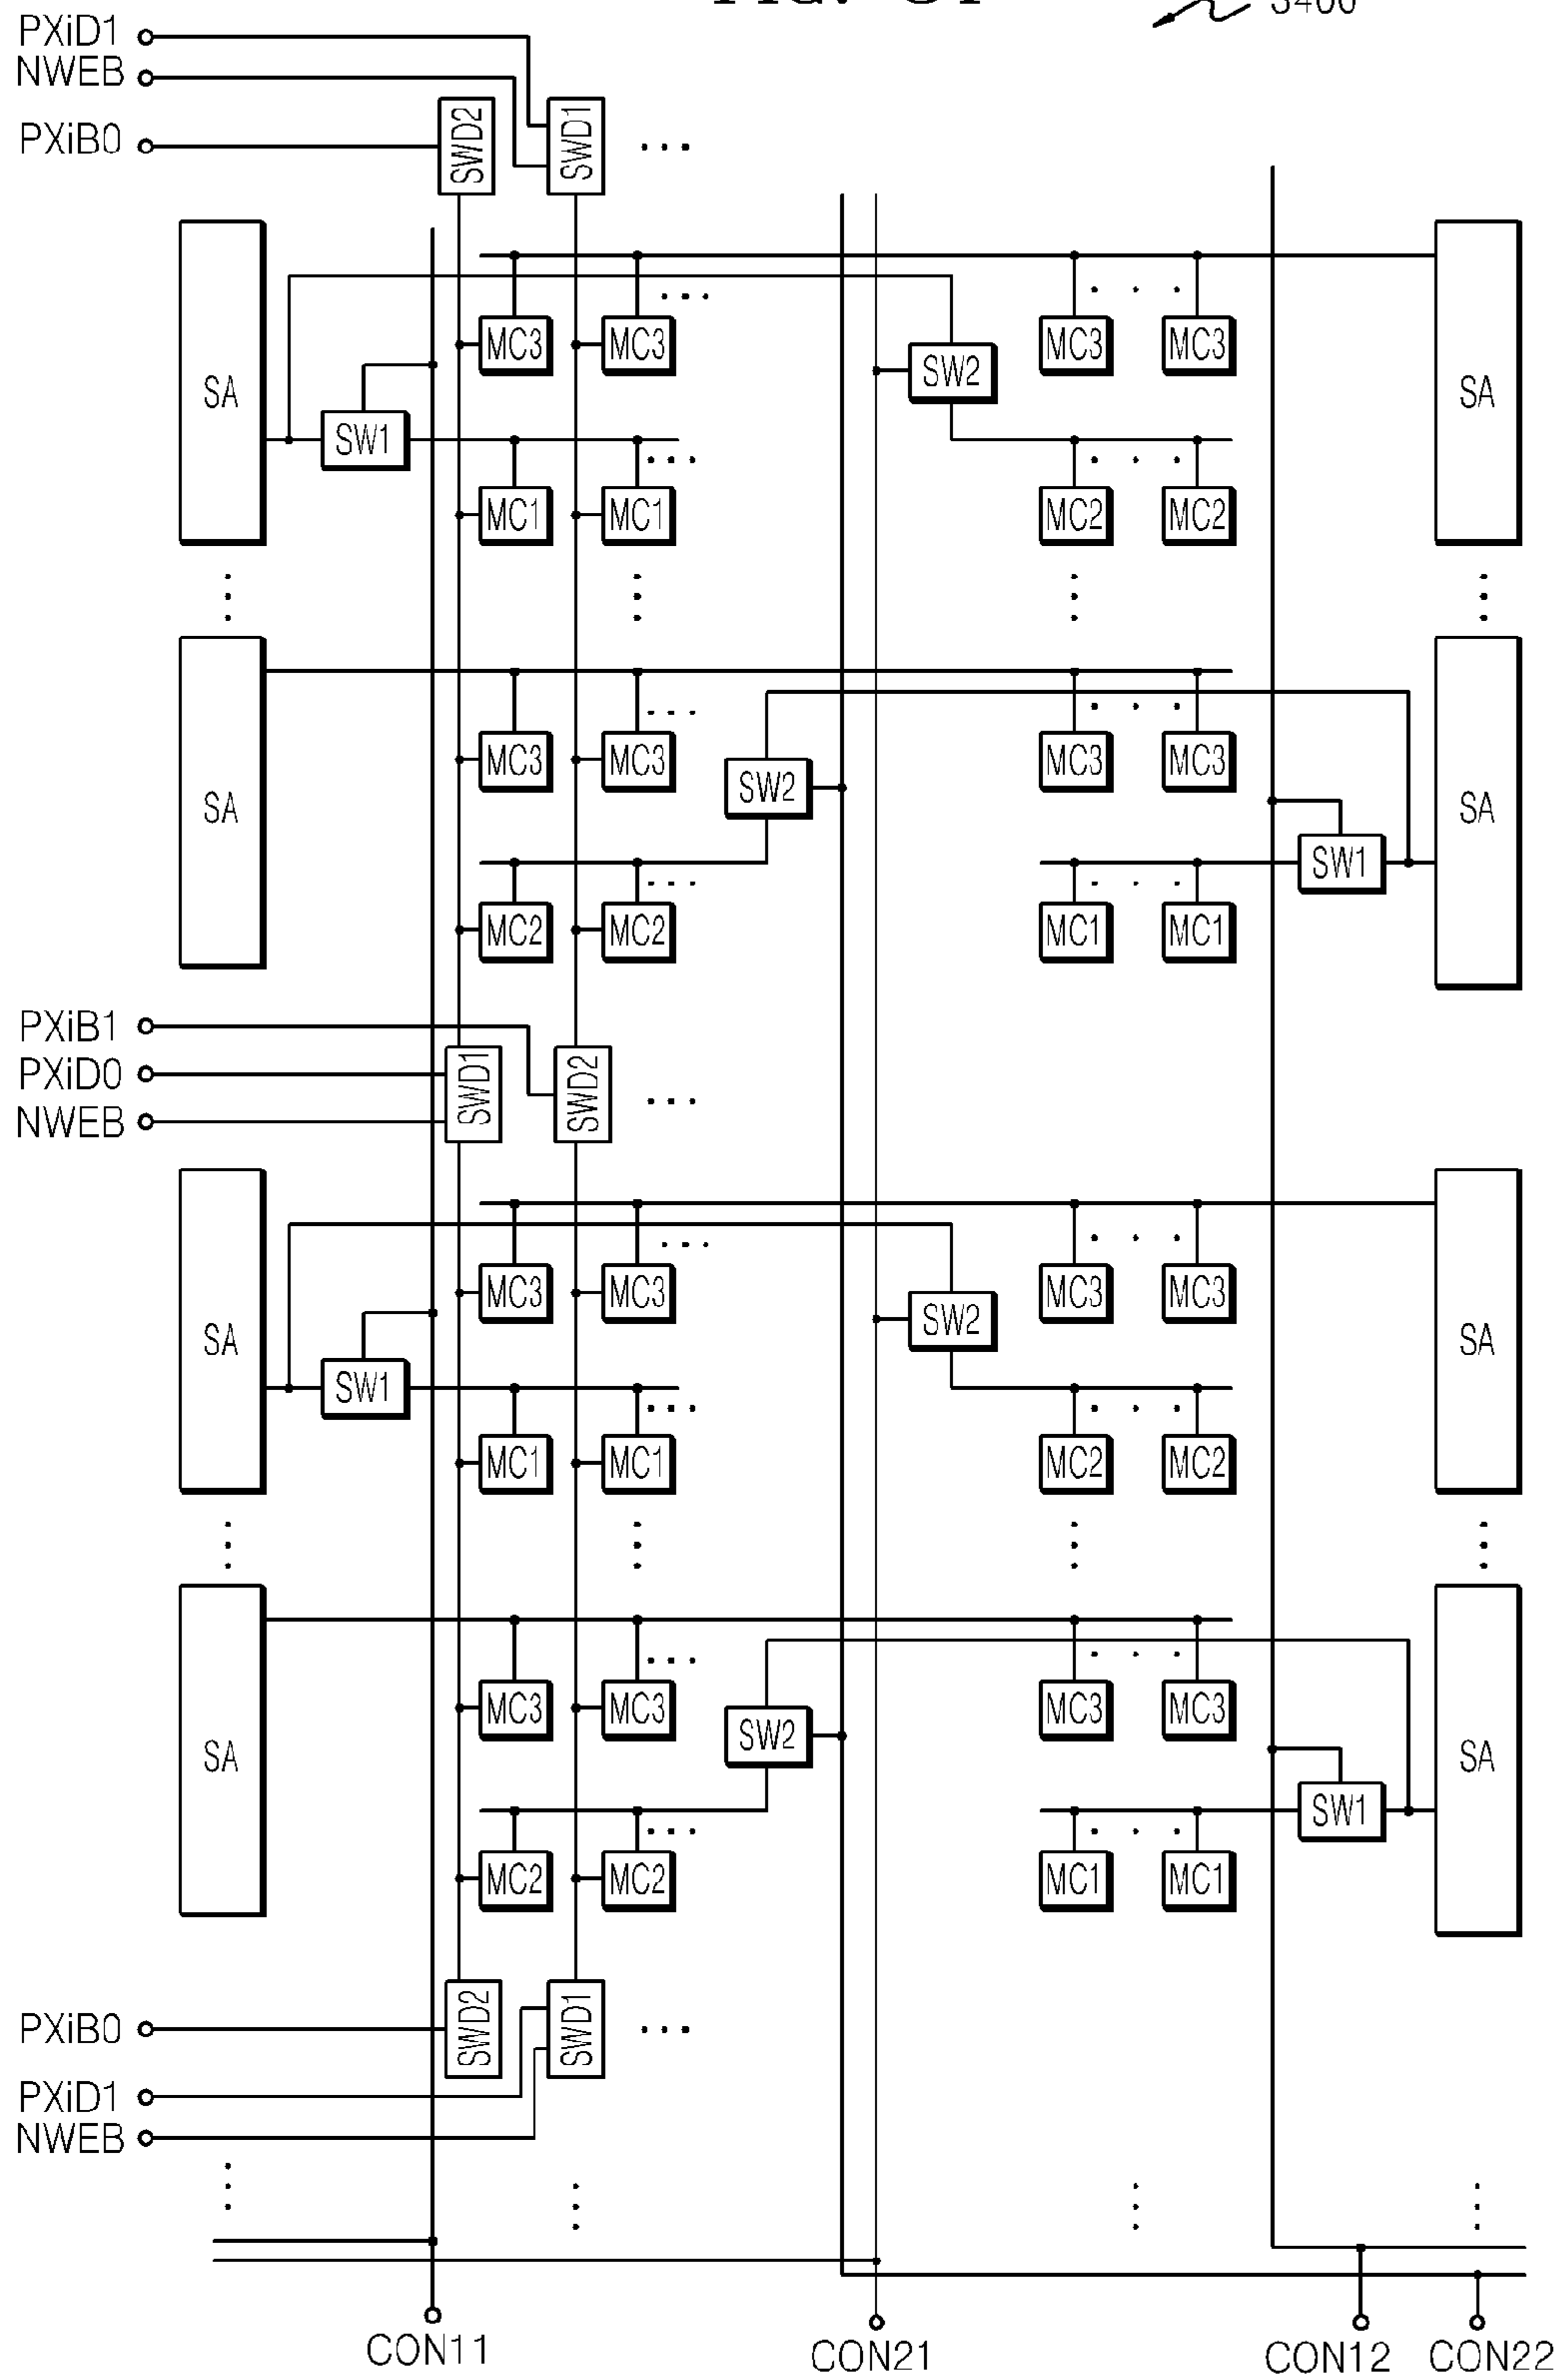 FIG.
3400
PXiD1
NWEB
PXiB0
SWD2 SWD1 ...
SA MC3 MC3 ... SW2 MC3 MC3 SA
SW1 MC1 MC1 ... MC2 MC2
SA MC3 MC3 ... SW2 MC3 MC3 SA
MC2 MC2 ... MC1 MC1 SW1
PXiB1
PXiD0
NWEB
SWD1 SWD2 ...
SA MC3 MC3 ... SW2 MC3 MC3 SA
SW1 MC1 MC1 ... MC2 MC2
SA MC3 MC3 ... SW2 MC3 MC3 SA
MC2 MC2 ... MC1 MC1 SW1
PXiB0
SWD2 SWD1 ...
PXiD1
NWEB
CON11 CON21 CON12 CON22